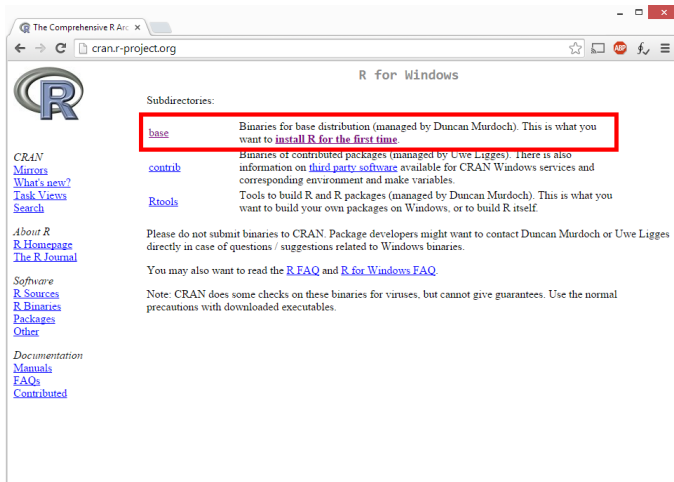 The Comprehensive R Arc
cran.r-project.org
ABP
R
R for Windows
Subdirectories:
base
Binaries for base distribution (managed by Duncan Murdoch). This is what you
want to install R for the first time.
contrib
Binaries of contributed packages (managed by Uwe Ligges). There is also
information on third party software available for CRAN Windows services and
corresponding environment and make variables.
Rtools
Tools to build R and R packages (managed by Duncan Murdoch). This is what you
want to build your own packages on Windows, or to build R itself.
Please do not submit binaries to CRAN. Package developers might want to contact Duncan Murdoch or Uwe Ligges
directly in case of questions / suggestions related to Windows binaries.
You may also want to read the R FAQ and R for Windows FAQ.
Note: CRAN does some checks on these binaries for viruses, but cannot give guarantees. Use the normal
precautions with downloaded executables.
CRAN
Mirrors
What's new?
Task Views
Search
About R
R Homepage
The R Journal
Software
R Sources
R Binaries
Packages
Other
Documentation
Manuals
FAQs
Contributed